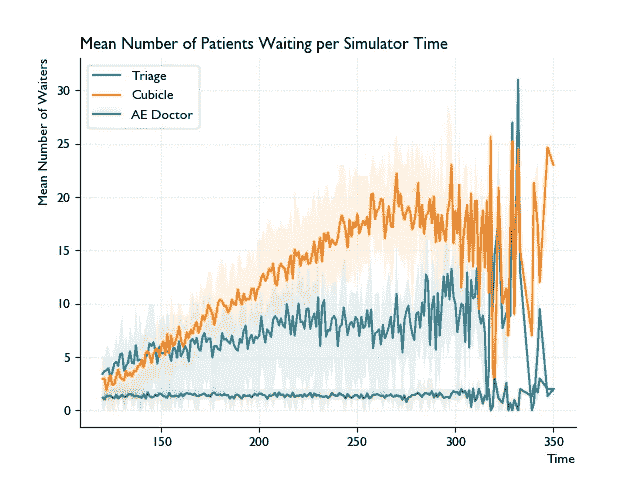 Mean Number of Patients Waiting per Simulator Time
Mean Number of Waiters
Triage
Cubicle
AE Doctor
30
25
20
15
10
5
0
150
200
250
300
350
Time